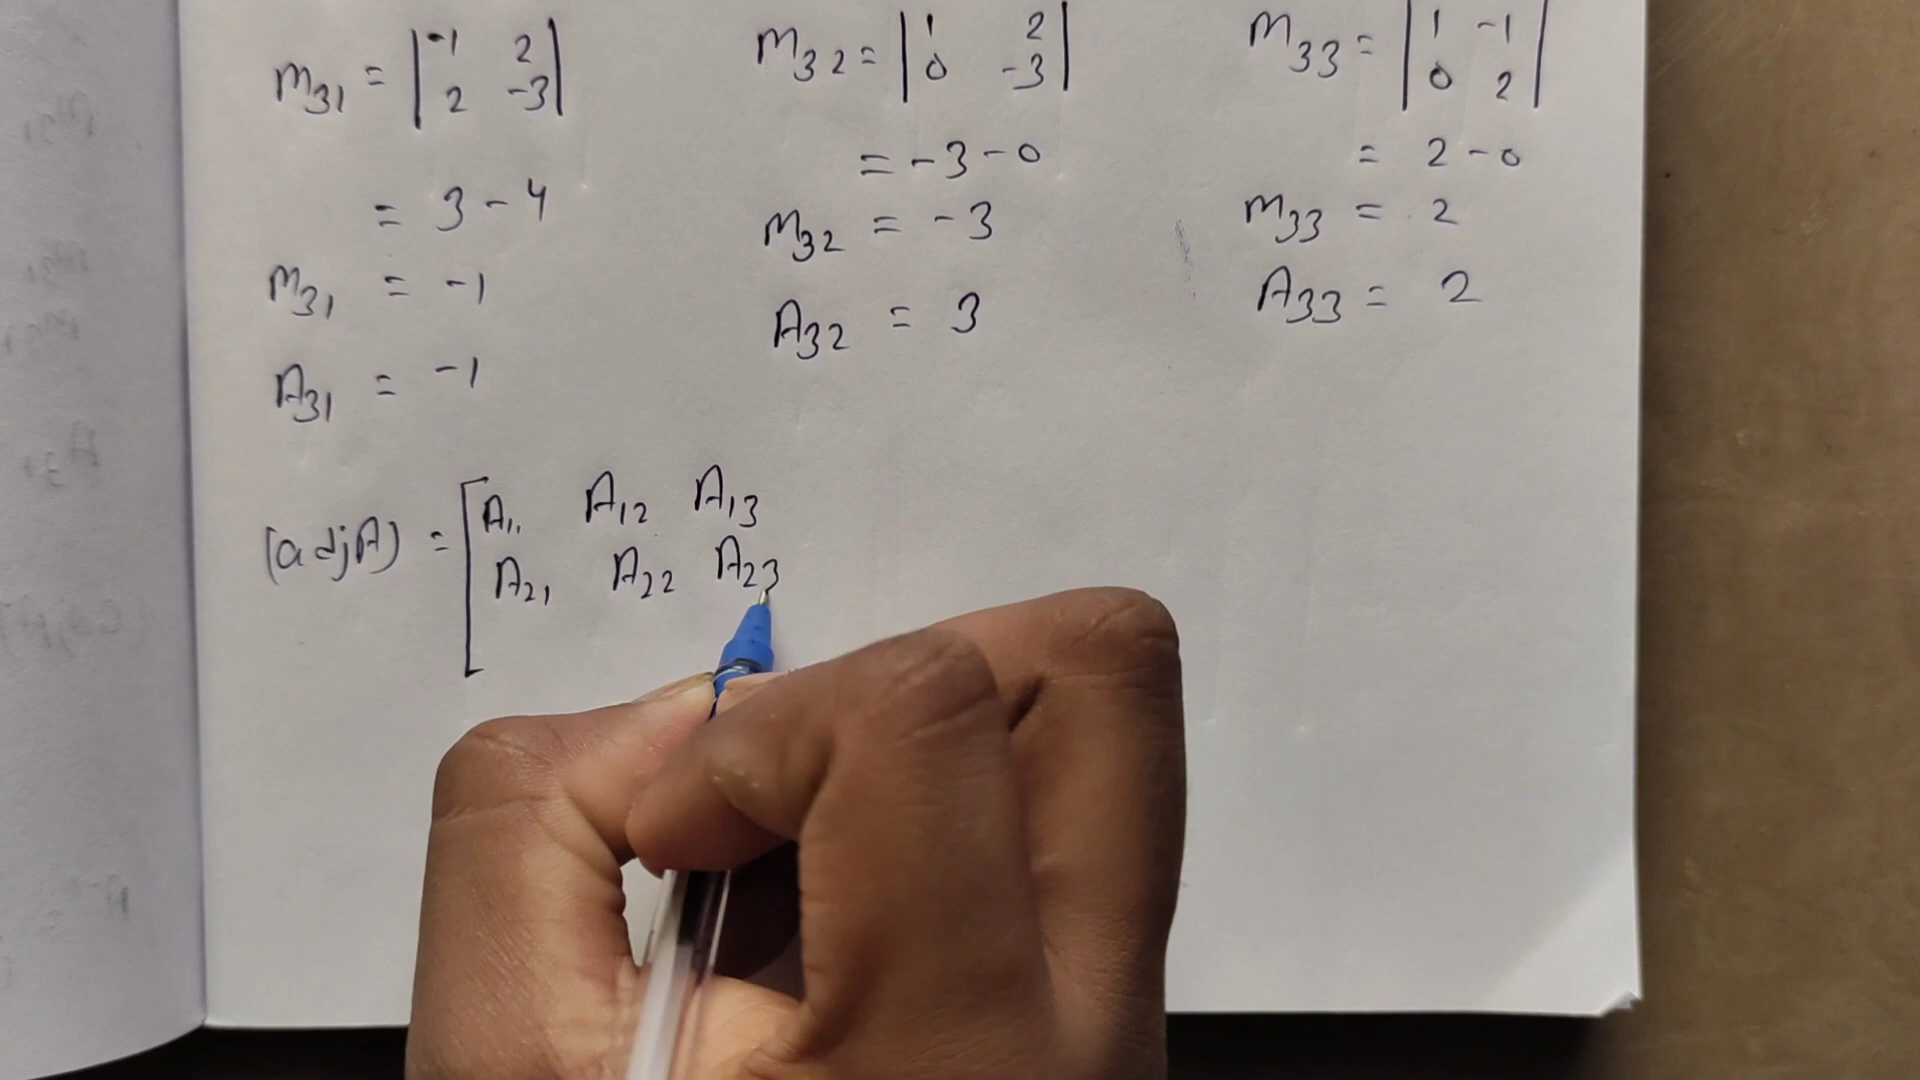 M31 = | -1 2 | M32 = | 1 2 | M33 = | 1 -1 |
| 2 -3 | | 0 -3 | | 0 2 |
= 3 - 4 = -3 - 0 = 2 - 0
M31 = -1 M32 = -3 M33 = 2
A31 = -1 A32 = 3 A33 = 2
(adjA) = [ A11 A12 A13
A21 A22 A23